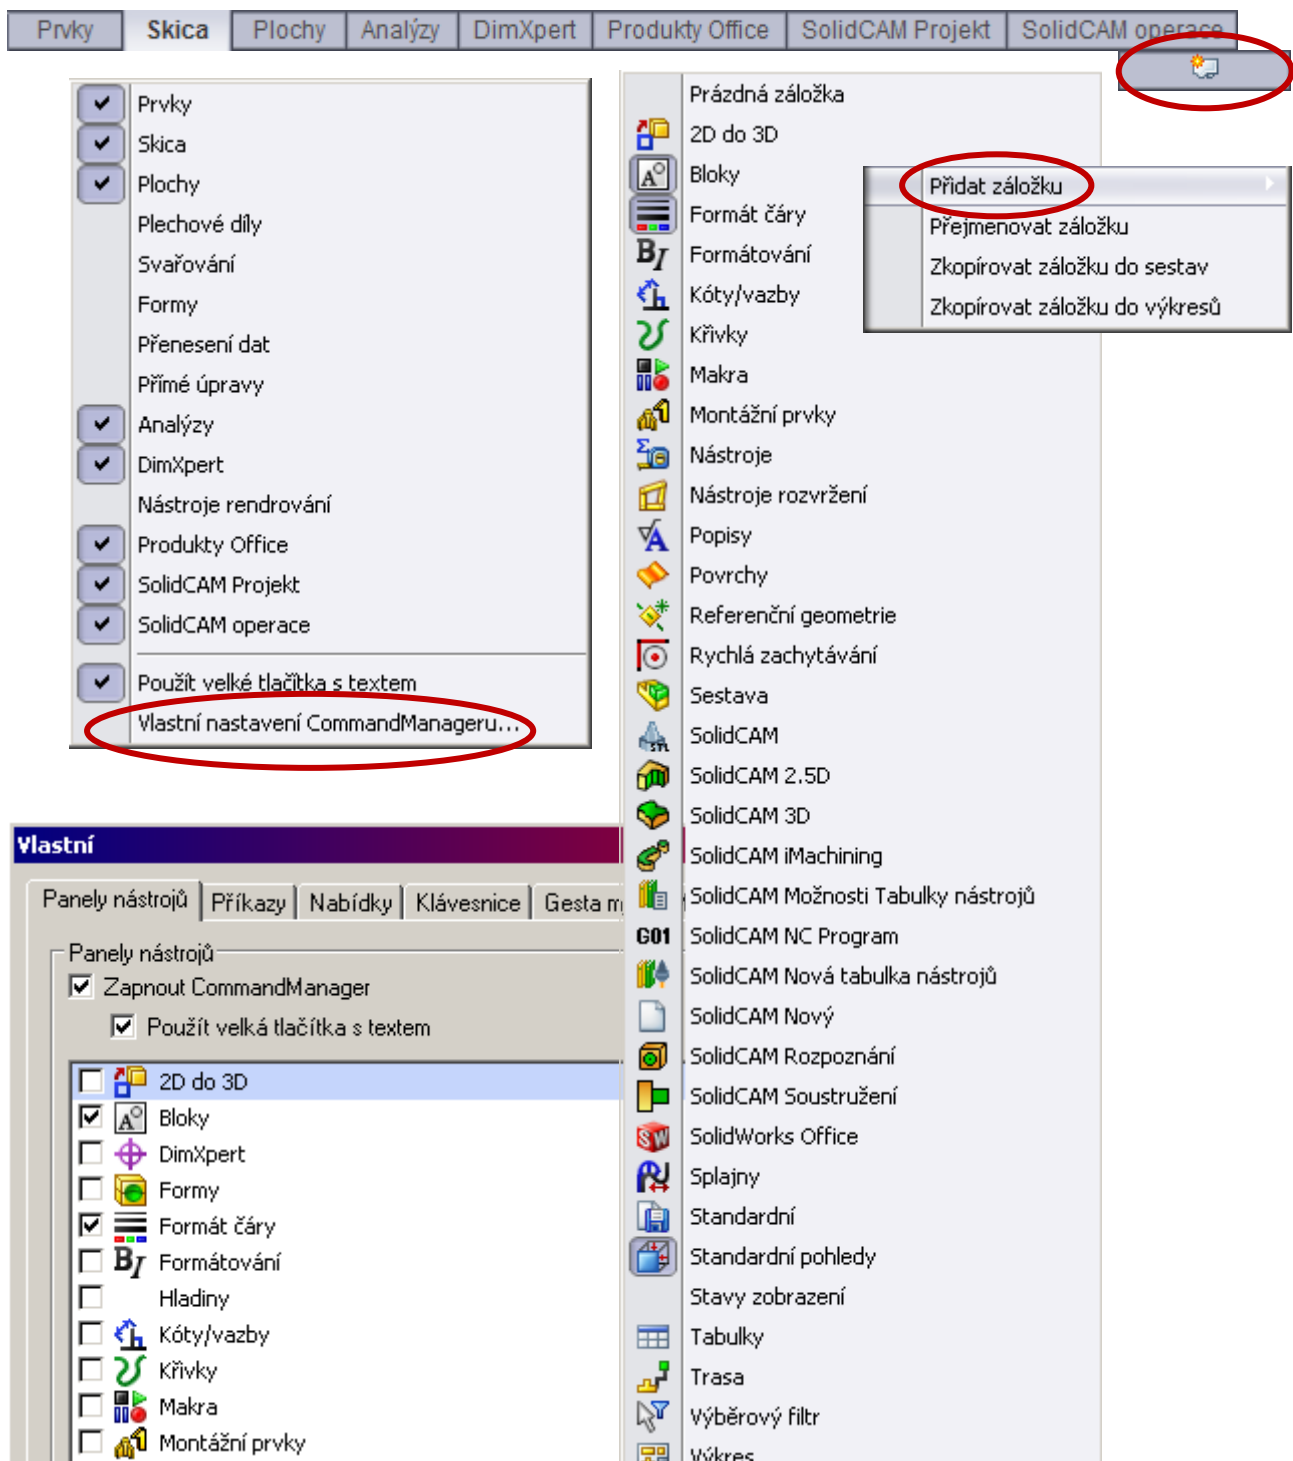 Prvky Skica Plochy Analýzy DimXpert Produkty Office SolidCAM Projekt SolidCAM operace
Prvky
Skica
Plochy
Plechové díly
Svařování
Formy
Přenesení dat
Přímé úpravy
Analýzy
DimXpert
Nástroje rendrování
Produkty Office
SolidCAM Projekt
SolidCAM operace
Použít velké tlačítka s textem
Vlastní nastavení CommandManageru...
Prázdná záložka
2D do 3D
Bloky
Formát čáry
Formátování
Kóty/vazby
Křivky
Makra
Montážní prvky
Nástroje
Nástroje rozvržení
Popisy
Povrchy
Referenční geometrie
Rychlá zachytávání
Sestava
SolidCAM
SolidCAM 2.5D
SolidCAM 3D
SolidCAM iMachining
SolidCAM Možnosti Tabulky nástrojů
G01 SolidCAM NC Program
SolidCAM Nová tabulka nástrojů
SolidCAM Nový
SolidCAM Rozpoznání
SolidCAM Soustružení
SolidWorks Office
Splajny
Standardní
Standardní pohledy
Stavy zobrazení
Tabulky
Trasa
Výběrový filtr
Výkres
Přidat záložku
Přejmenovat záložku
Zkopírovat záložku do sestav
Zkopírovat záložku do výkresů
Vlastní
Panely nástrojů Příkazy Nabídky Klávesnice Gesta
Panely nástrojů
Zapnout CommandManager
Použít velká tlačítka s textem
2D do 3D
Bloky
DimXpert
Formy
Formát čáry
Formátování
Hladiny
Kóty/vazby
Křivky
Makra
Montážní prvky